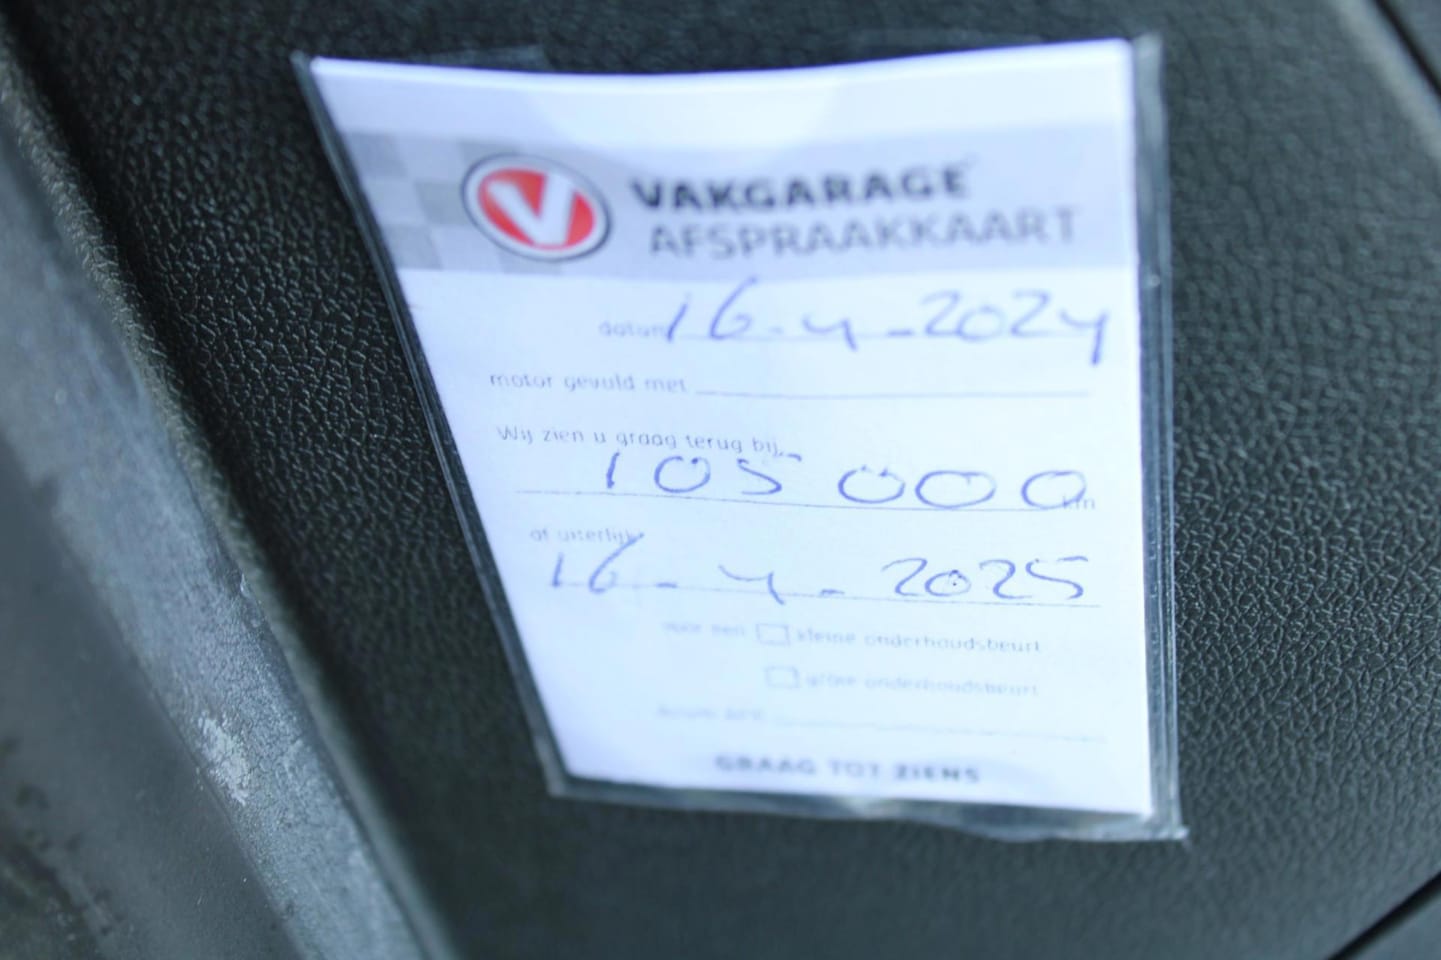 V
VAKGARAGE
AFSPRAAKKAART
datum 16-4-2024
motor gevuld met
Wij zien u graag terug bij
105 000 km
of uiterlijk
16-4-2025
voor een kleine onderhoudsbeurt
grote onderhoudsbeurt
GRAAG TOT ZIENS